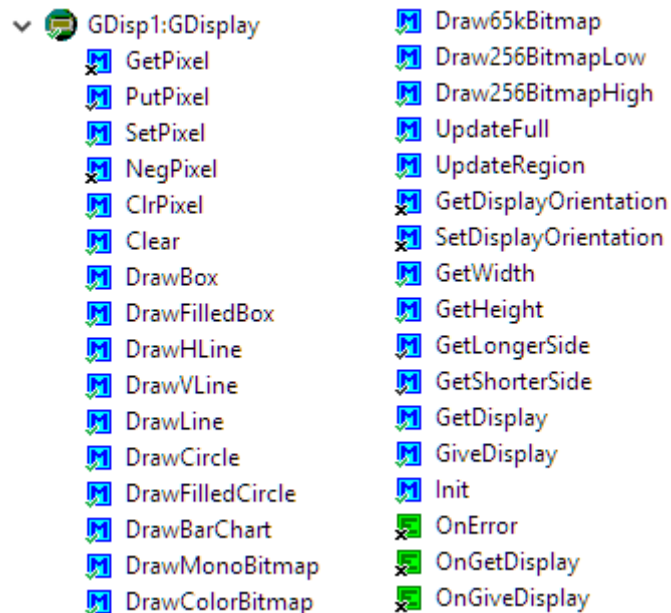 GDisp1:GDisplay
GetPixel
PutPixel
SetPixel
NegPixel
ClrPixel
Clear
DrawBox
DrawFilledBox
DrawHLine
DrawVLine
DrawLine
DrawCircle
DrawFilledCircle
DrawBarChart
DrawMonoBitmap
DrawColorBitmap
Draw65kBitmap
Draw256BitmapLow
Draw256BitmapHigh
UpdateFull
UpdateRegion
GetDisplayOrientation
SetDisplayOrientation
GetWidth
GetHeight
GetLongerSide
GetShorterSide
GetDisplay
GiveDisplay
Init
OnError
OnGetDisplay
OnGiveDisplay